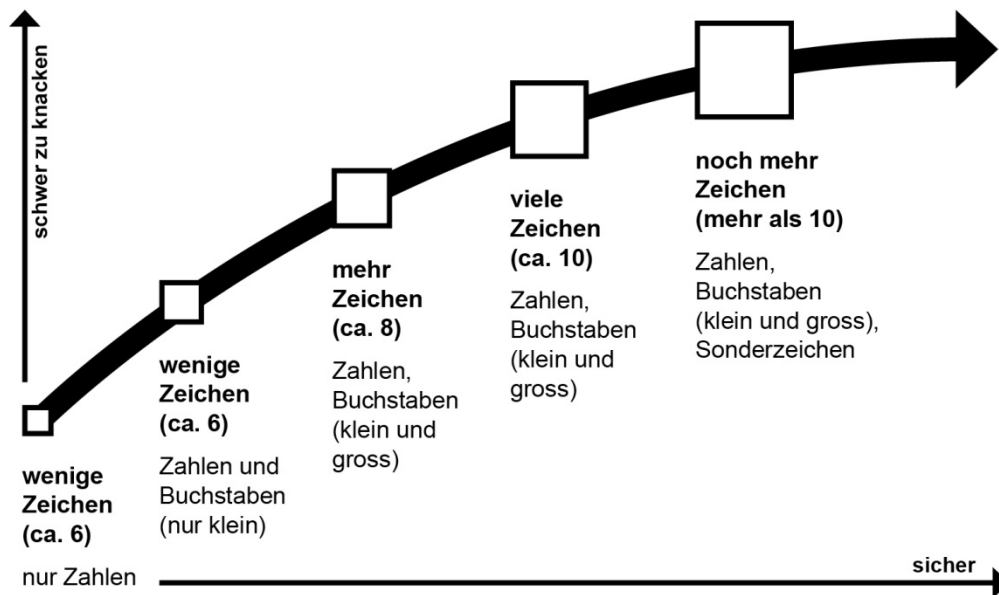 schwer zu knacken
wenige
Zeichen
(ca. 6)
nur Zahlen
wenige
Zeichen
(ca. 6)
Zahlen und
Buchstaben
(nur klein)
mehr
Zeichen
(ca. 8)
Zahlen,
Buchstaben
(klein und
gross)
viele
Zeichen
(ca. 10)
Zahlen,
Buchstaben
(klein und
gross)
noch mehr
Zeichen
(mehr als 10)
Zahlen,
Buchstaben
(klein und gross),
Sonderzeichen
sicher